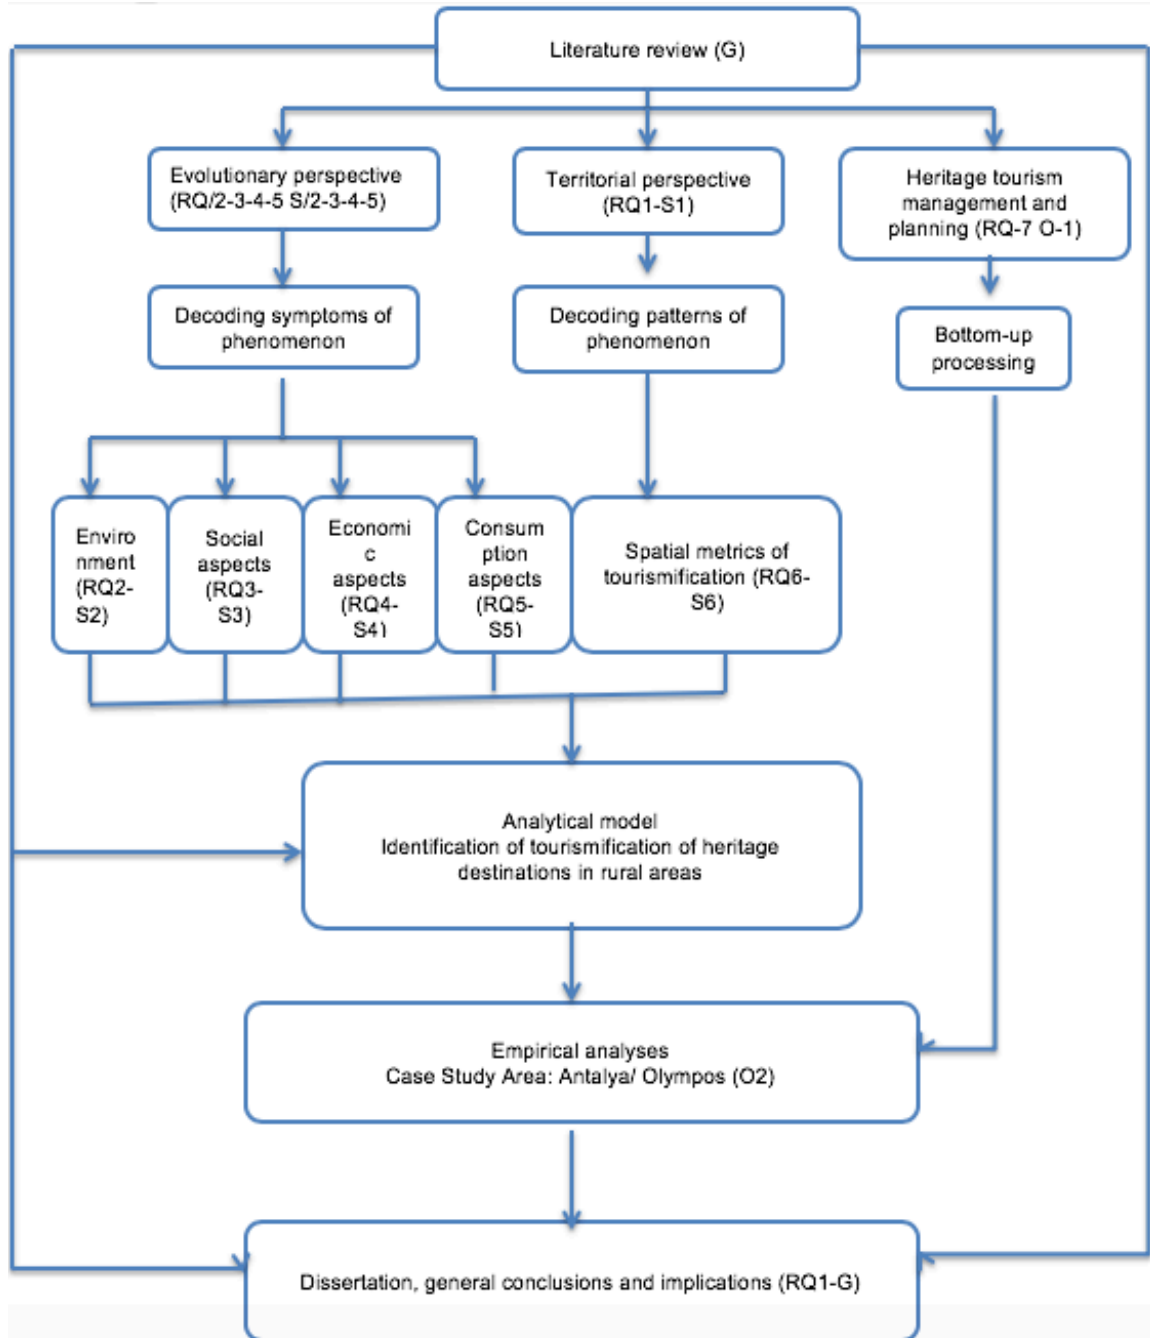 Literature review (G)
Evolutionary perspective
(RQ/2-3-4-5 S/2-3-4-5)
Territorial perspective
(RQ1-S1)
Heritage tourism
management and
planning (RQ-7 O-1)
Decoding symptoms of
phenomenon
Decoding patterns of
phenomenon
Bottom-up
processing
Enviro
nment
(RQ2-
S2)
Social
aspects
(RQ3-
S3)
Economi
c
aspects
(RQ4-
S4)
Consum
ption
aspects
(RQ5-
S5)
Spatial metrics of
tourismification (RQ6-
S6)
Analytical model
Identification of tourismification of heritage
destinations in rural areas
Empirical analyses
Case Study Area: Antalya/ Olympos (O2)
Dissertation, general conclusions and implications (RQ1-G)